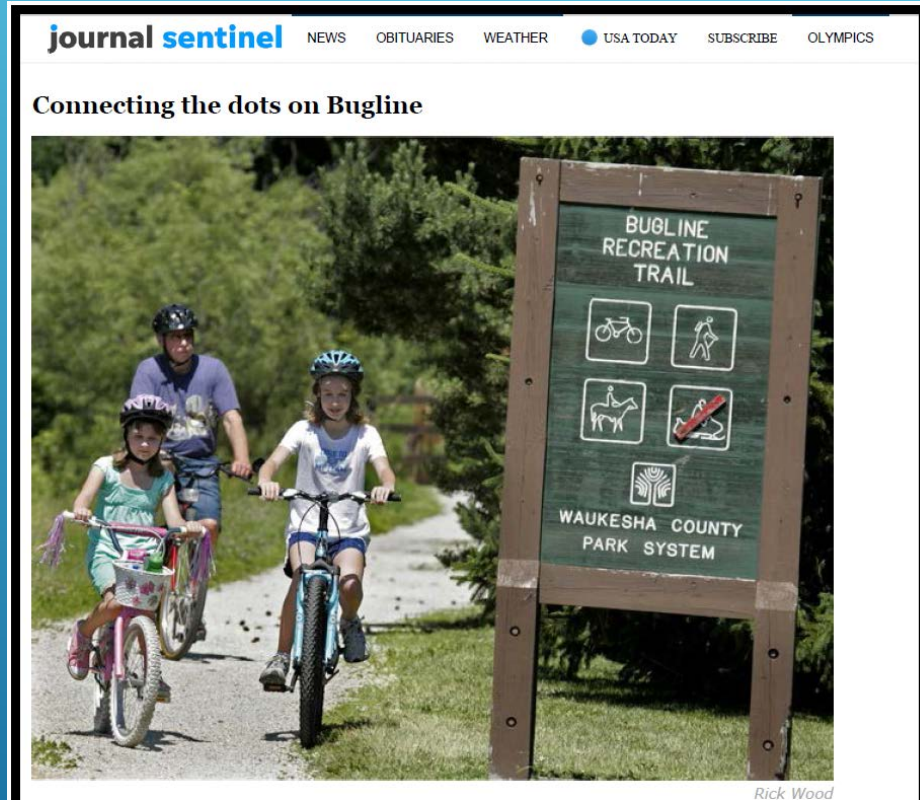 journal sentinel NEWS OBITUARIES WEATHER USA TODAY SUBSCRIBE OLYMPICS
Connecting the dots on Bugline
BUGLINE
RECREATION
TRAIL
WAUKESHA COUNTY
PARK SYSTEM
Rick Wood